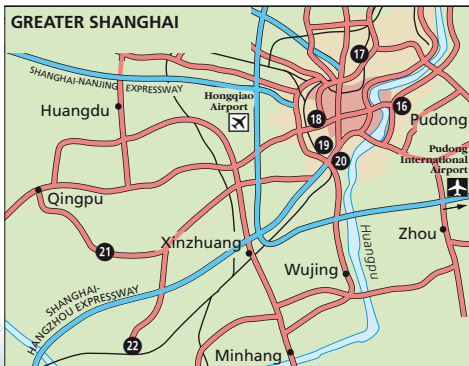 GREATER SHANGHAI
17
SHANGHAI-NANJING EXPRESSWAY
Hongqiao
Airport
Huangdu
16
18
Pudong
19
20
Pudong
International
Airport
Qingpu
Huangpu
Zhou
Xinzhuang
21
Wujing
SHANGHAI-
HANGZHOU EXPRESSWAY
22
Minhang